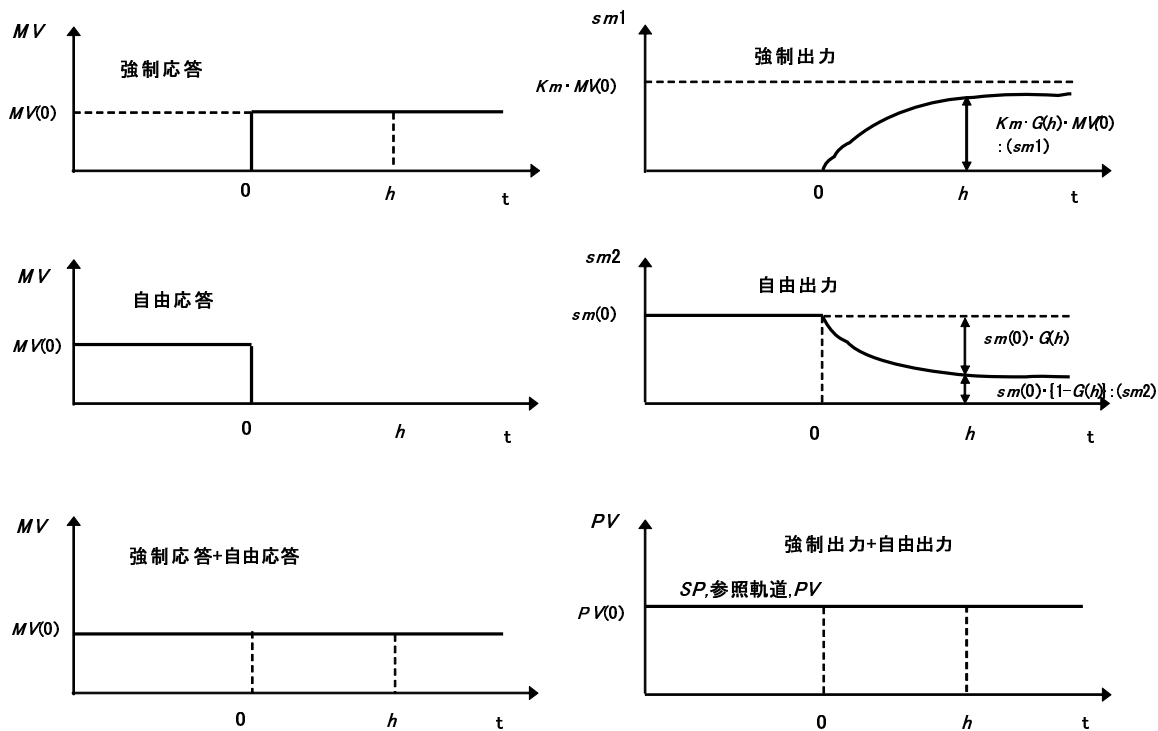 MV
強制応答
MV(0)
0
h
t
sm1
強制出力
Km・MV(0)
Km・G(h)・MV(0)
:(sm1)
0
h
t
MV
自由応答
MV(0)
0
h
t
sm2
自由出力
sm(0)
sm(0)・G(h)
sm(0)・{1-G(h)}:(sm2)
0
h
t
MV
強制応答+自由応答
MV(0)
0
h
t
PV
強制出力+自由出力
SP,参照軌道,PV
PV(0)
0
h
t